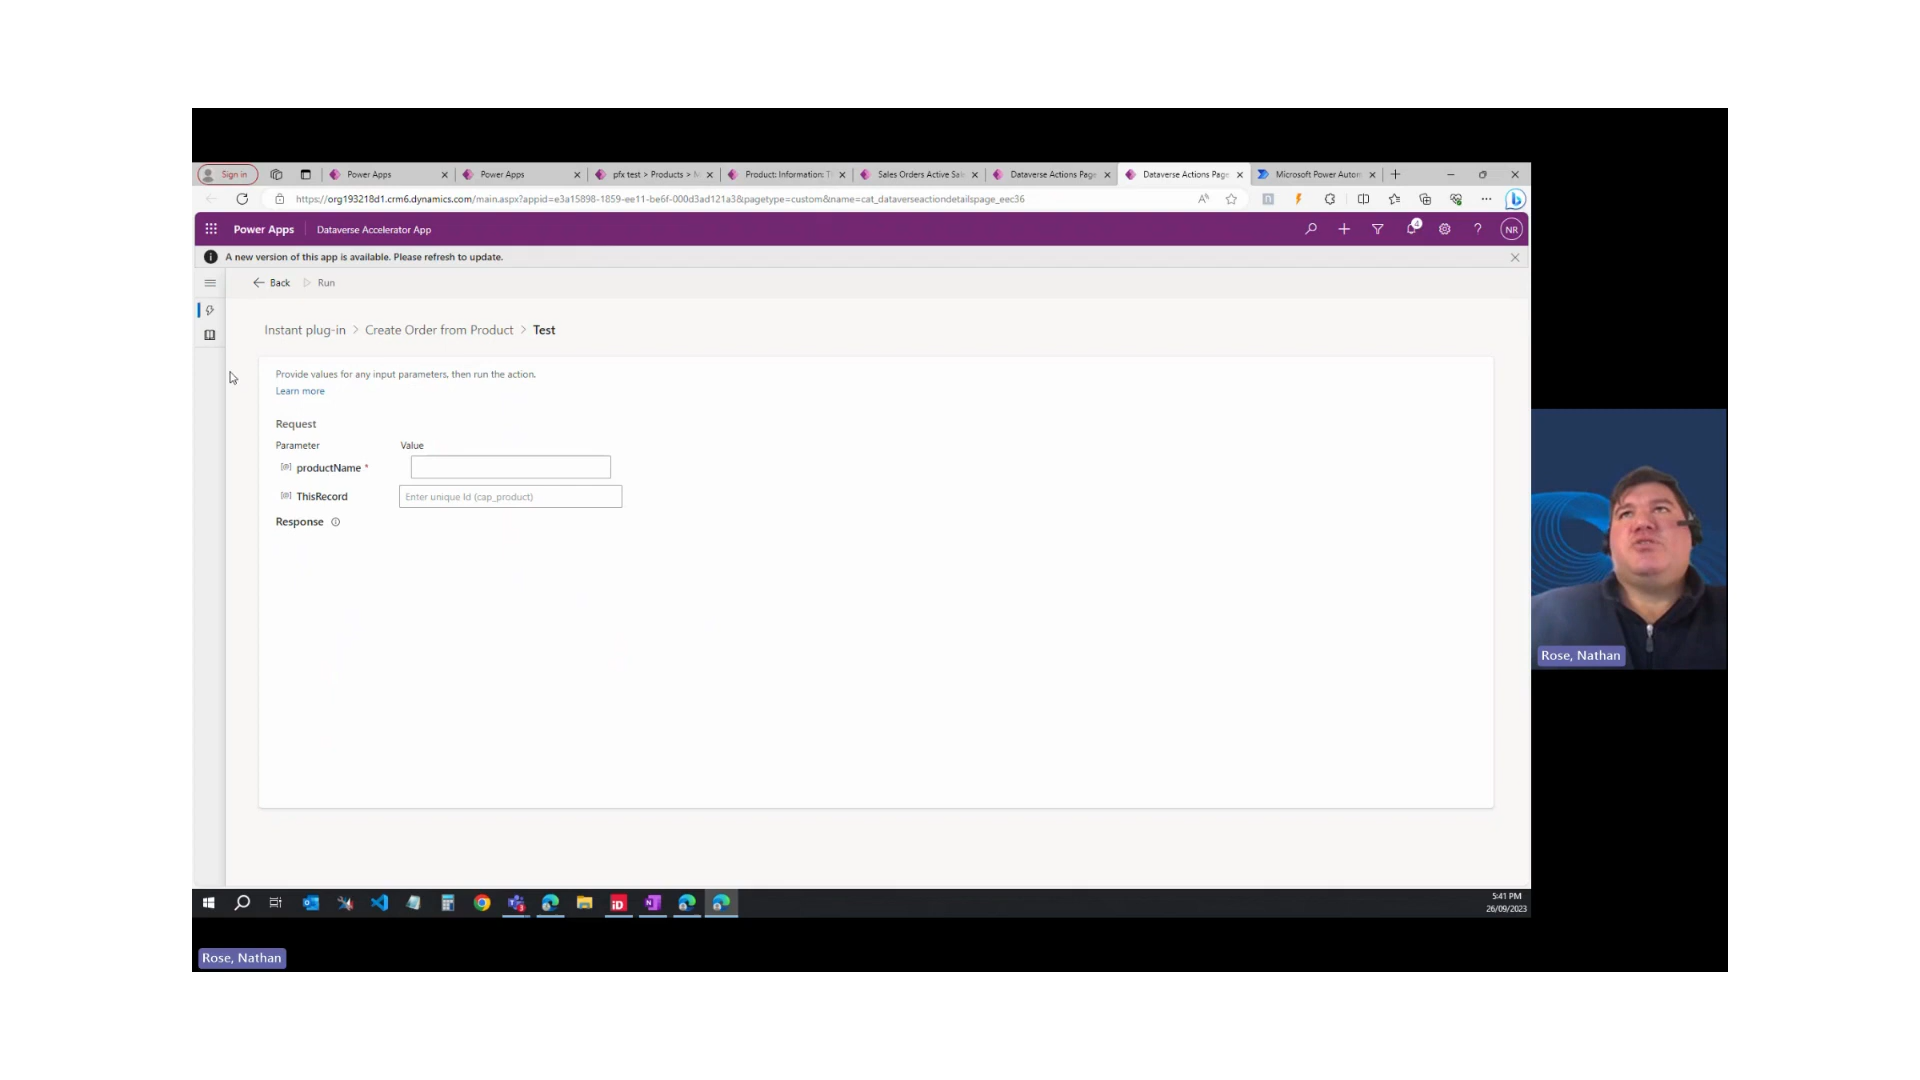 Sign in
Power Apps
Power Apps
pfx test > Products >
Product: Information: T
Sales Orders Active Sal
Dataverse Actions Page
Dataverse Actions Page
Microsoft Power Autom
https://org193218d1.crm6.dynamics.com/main.aspx?appid=e3a15898-1859-ee11-be6f-000d3ad121a3&pagetype=custom&name=cat_dataverseactiondetailspage_eec36
Power Apps
Dataverse Accelerator App
4
?
NR
A new version of this app is available. Please refresh to update.
Back
Run
Instant plug-in > Create Order from Product > Test
Provide values for any input parameters, then run the action.
Learn more
Request
Parameter Value
productName *
ThisRecord Enter unique Id (cap_product)
Response
Rose, Nathan
iD
5:41 PM
26/09/2023
Rose, Nathan